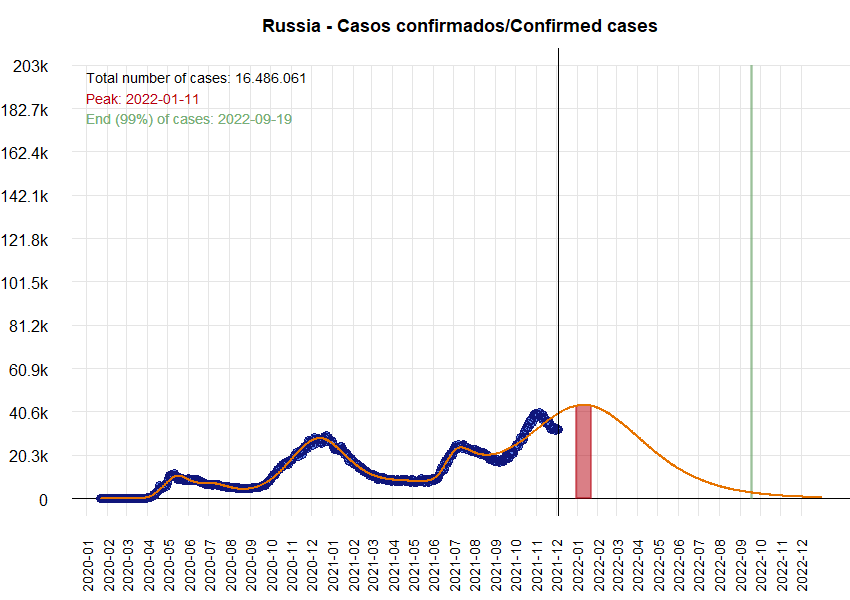 Russia - Casos confirmados/Confirmed cases
Total number of cases: 16.486.061
Peak: 2022-01-11
End (99%) of cases: 2022-09-19
203k
182.7k
162.4k
142.1k
121.8k
101.5k
81.2k
60.9k
40.6k
20.3k
0
2020-01
2020-02
2020-03
2020-04
2020-05
2020-06
2020-07
2020-08
2020-09
2020-10
2020-11
2020-12
2021-01
2021-02
2021-03
2021-04
2021-05
2021-06
2021-07
2021-08
2021-09
2021-10
2021-11
2021-12
2022-01
2022-02
2022-03
2022-04
2022-05
2022-06
2022-07
2022-08
2022-09
2022-10
2022-11
2022-12